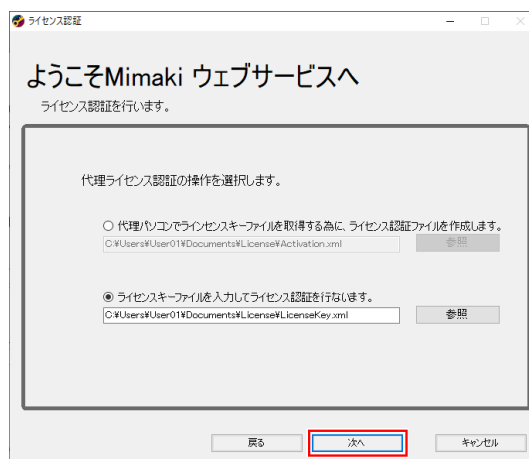 ライセンス認証
ようこそMimaki ウェブサービスへ
ライセンス認証を行います。
代理ライセンス認証の操作を選択します。
代理パソコンでラインセンスキーファイルを取得する為に、ライセンス認証ファイルを作成します。
C:¥Users¥User01¥Documents¥License¥Activation.xml 参照
ライセンスキーファイルを入力してライセンス認証を行ないます。
C:¥Users¥User01¥Documents¥License¥LicenseKey.xml 参照
戻る 次へ キャンセル